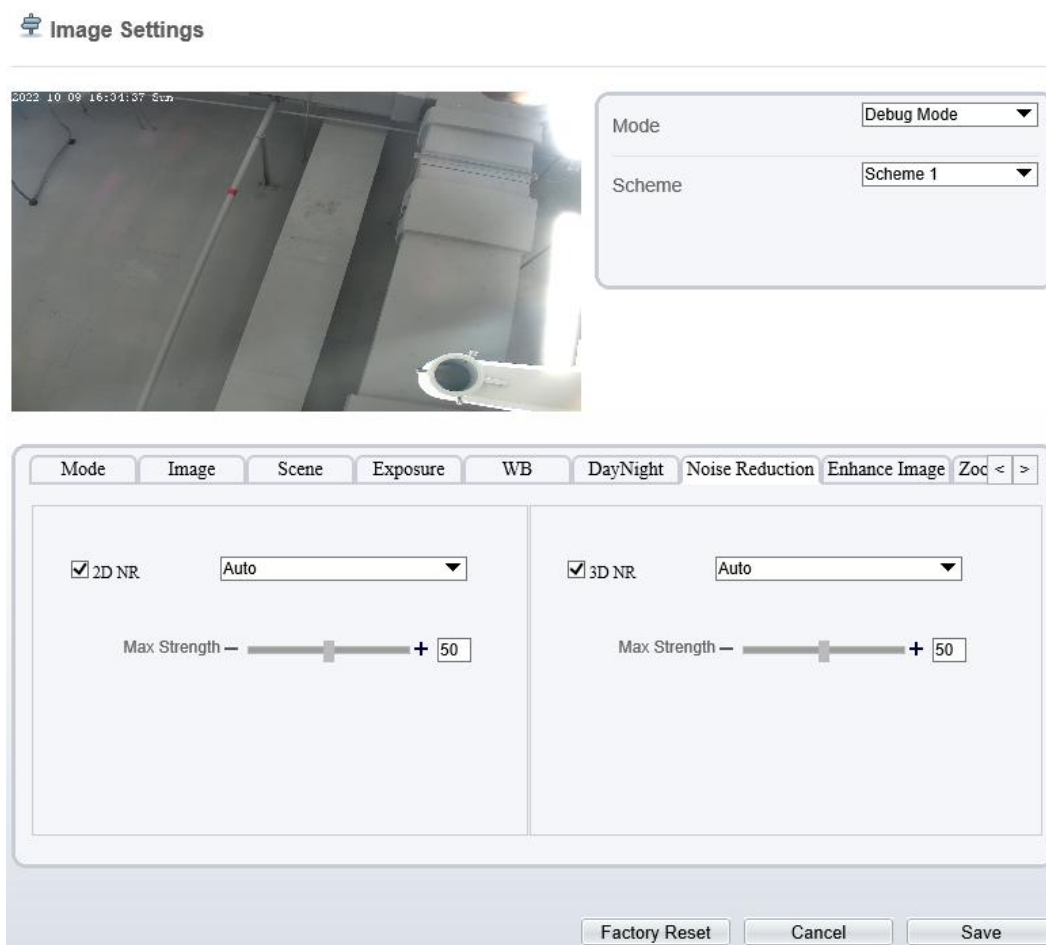 Image Settings
2022 10 09 16:34:37 Sun
Mode Debug Mode
Scheme Scheme 1
Mode Image Scene Exposure WB DayNight Noise Reduction Enhance Image Zoo < >
2D NR Auto 3D NR Auto
Max Strength − + 50 Max Strength − + 50
Factory Reset Cancel Save